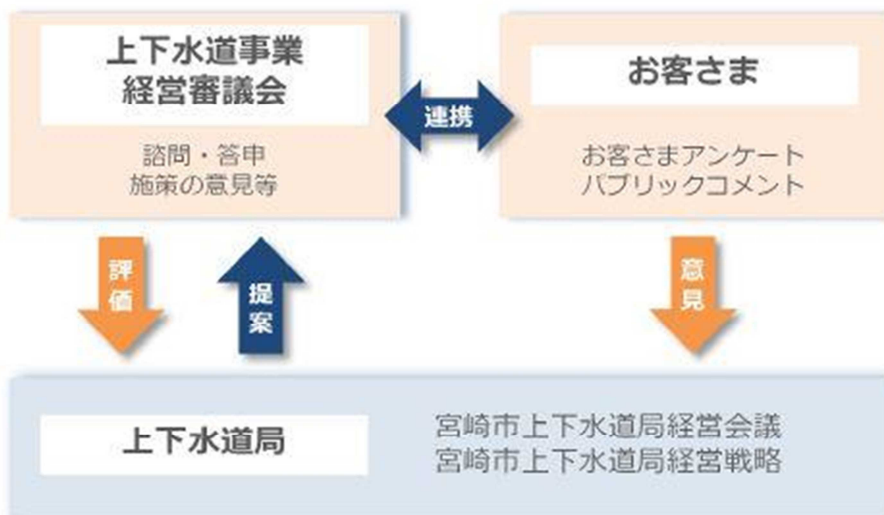 上下水道事業
経営審議会
諮問・答申
施策の意見等
連携
お客さま
お客さまアンケート
パブリックコメント
評価
提案
意見
上下水道局
宮崎市上下水道局経営会議
宮崎市上下水道局経営戦略